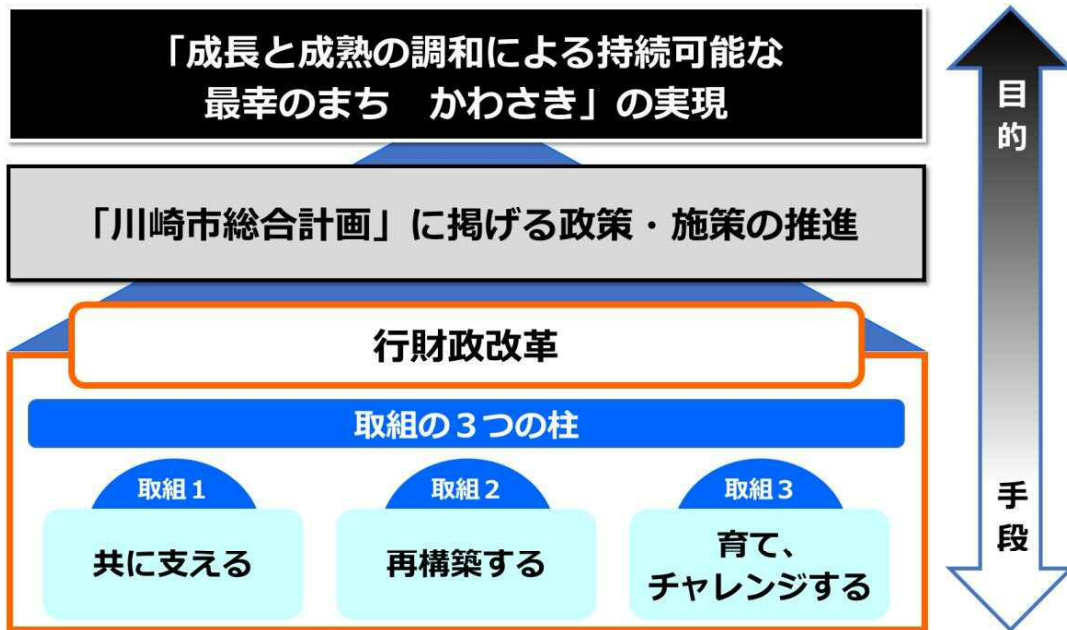 「成長と成熟の調和による持続可能な
最幸のまち　かわさき」の実現
「川崎市総合計画」に掲げる政策・施策の推進
行財政改革
取組の３つの柱
取組１
共に支える
取組２
再構築する
取組３
育て、
チャレンジする
目的
手段